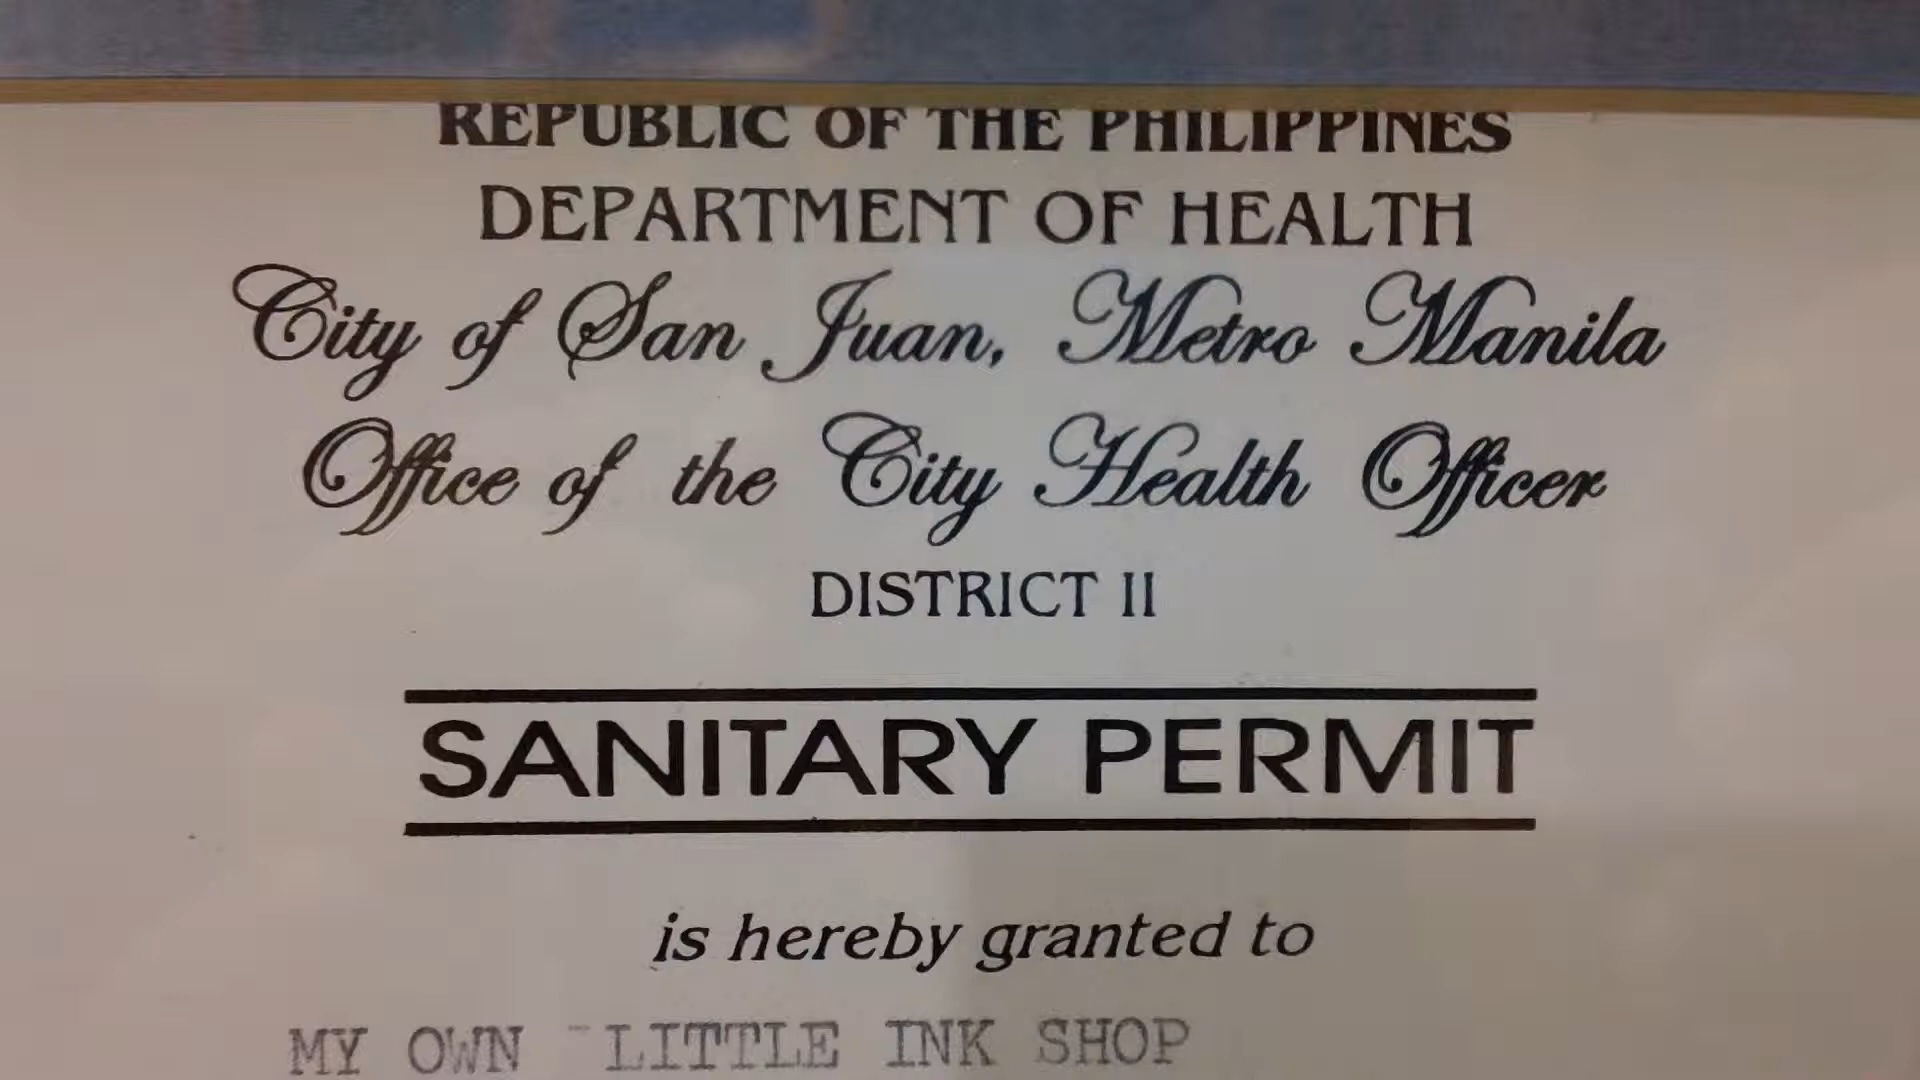 REPUBLIC OF THE PHILIPPINES
DEPARTMENT OF HEALTH
City of San Juan, Metro Manila
Office of the City Health Officer
DISTRICT II
SANITARY PERMIT
is hereby granted to
MY OWN LITTLE INK SHOP